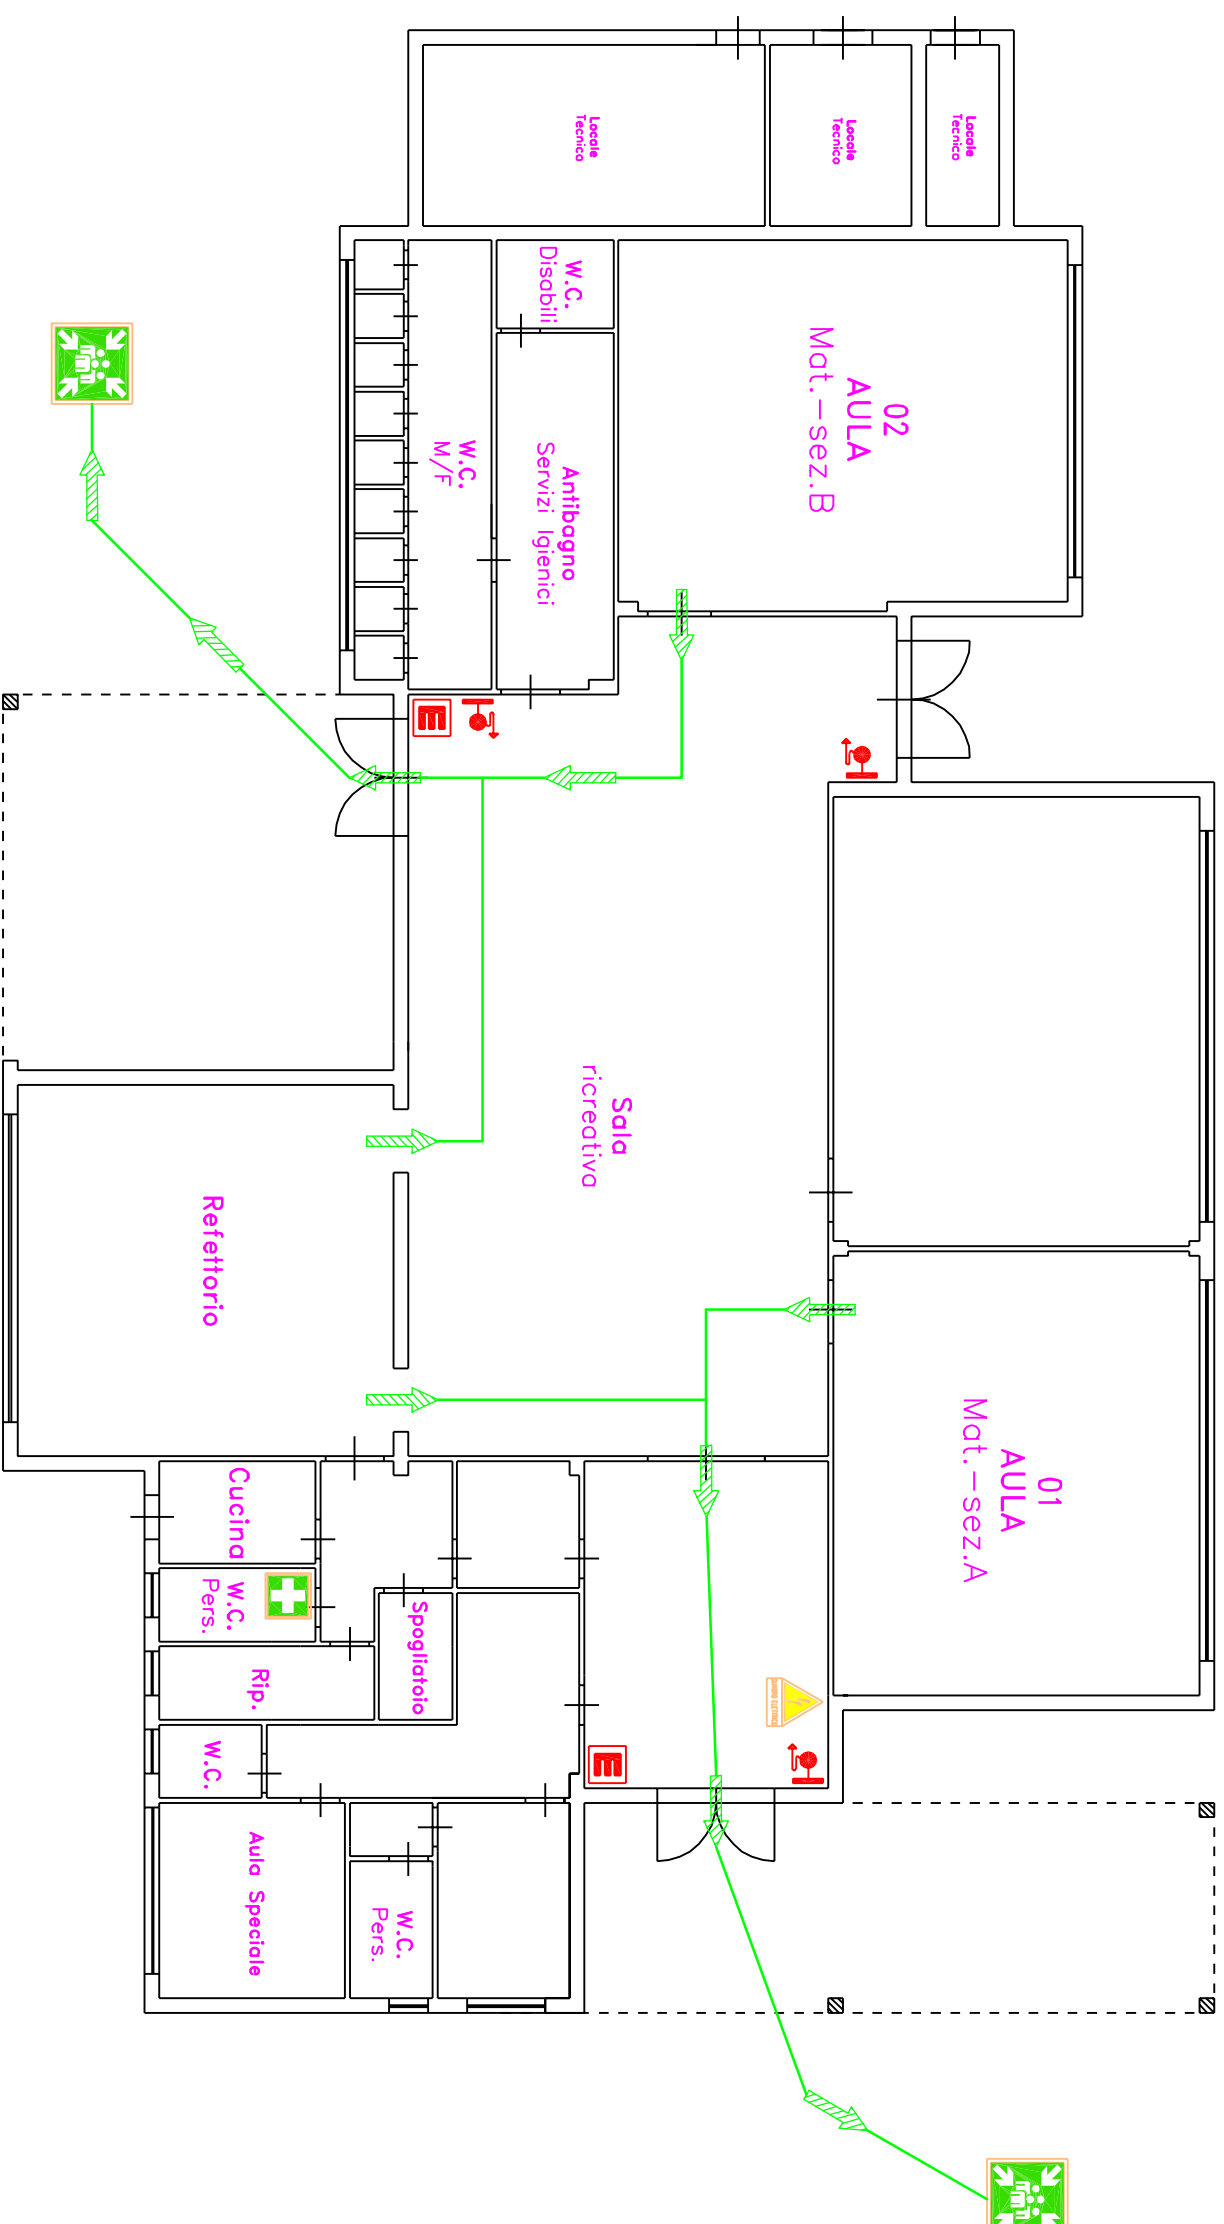 Locale
Tecnico
Locale
Tecnico
Locale
Tecnico
W.C.
Disabili
02
AULA
Mat.-sez.B
W.C.
M/F
Antibagno
Servizi Igienici
Sala
ricreativa
Refettorio
01
AULA
Mat.-sez.A
Cucina
W.C.
Pers.
Spogliatoio
Rip.
W.C.
Aula Speciale
W.C.
Pers.
E
E